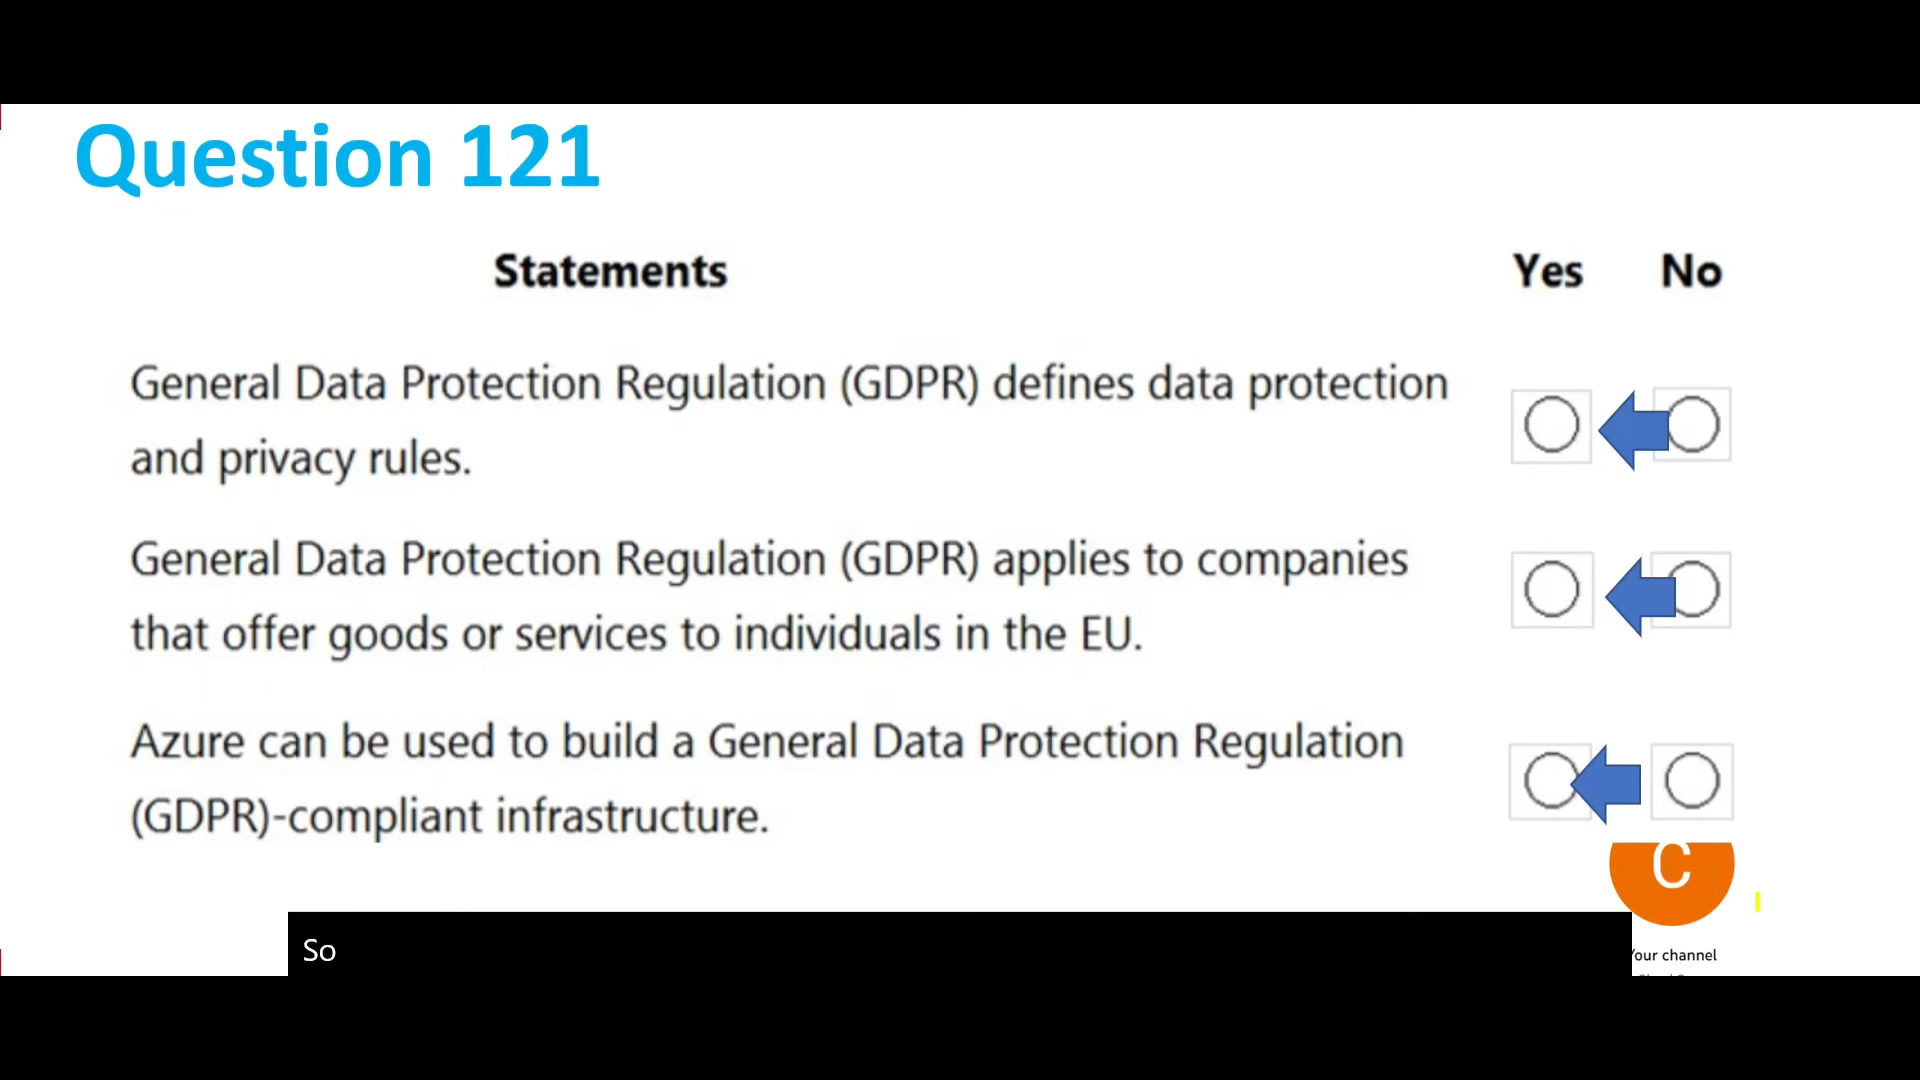 Question 121
Statements Yes No
General Data Protection Regulation (GDPR) defines data protection
and privacy rules.
General Data Protection Regulation (GDPR) applies to companies
that offer goods or services to individuals in the EU.
Azure can be used to build a General Data Protection Regulation
(GDPR)-compliant infrastructure.
C
So
Your channel